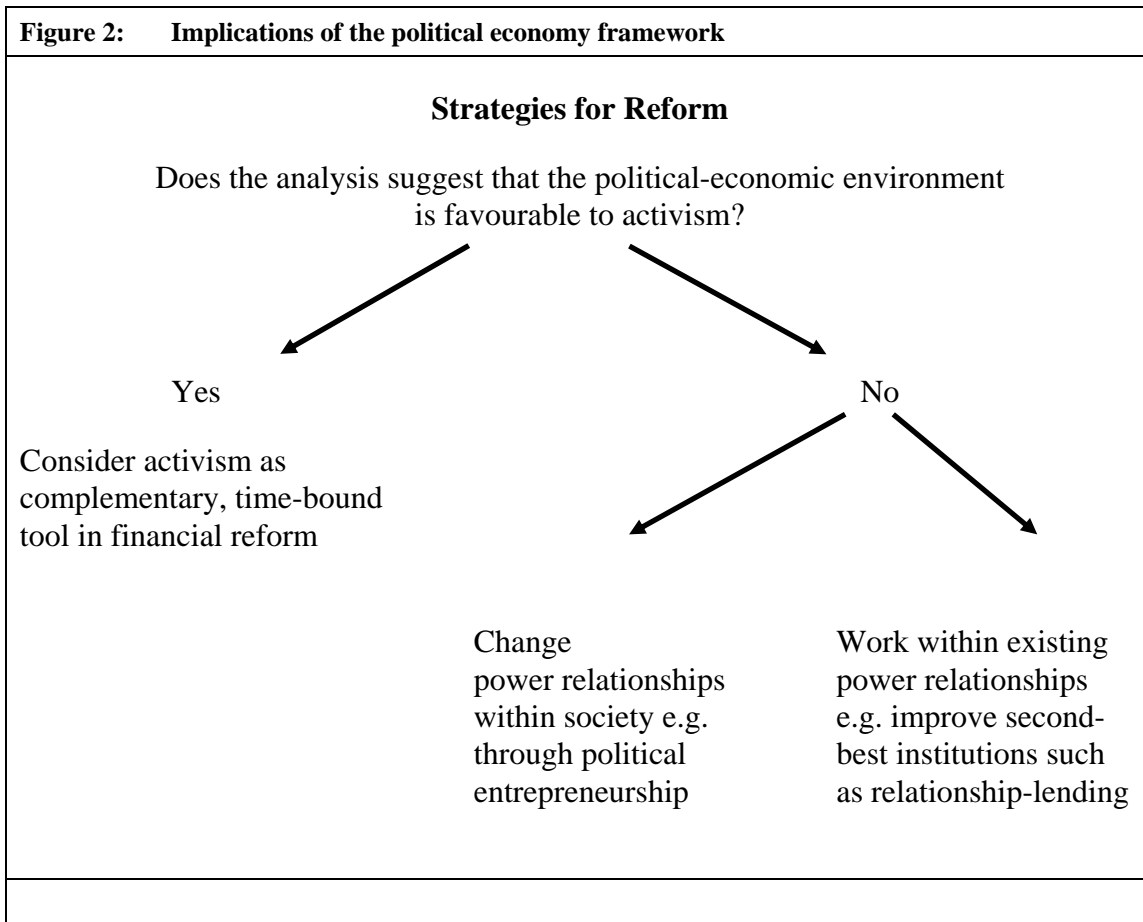 Figure 2: Implications of the political economy framework
Strategies for Reform
Does the analysis suggest that the political-economic environment
is favourable to activism?
Yes
No
Consider activism as
complementary, time-bound
tool in financial reform
Change
power relationships
within society e.g.
through political
entrepreneurship
Work within existing
power relationships
e.g. improve second-
best institutions such
as relationship-lending